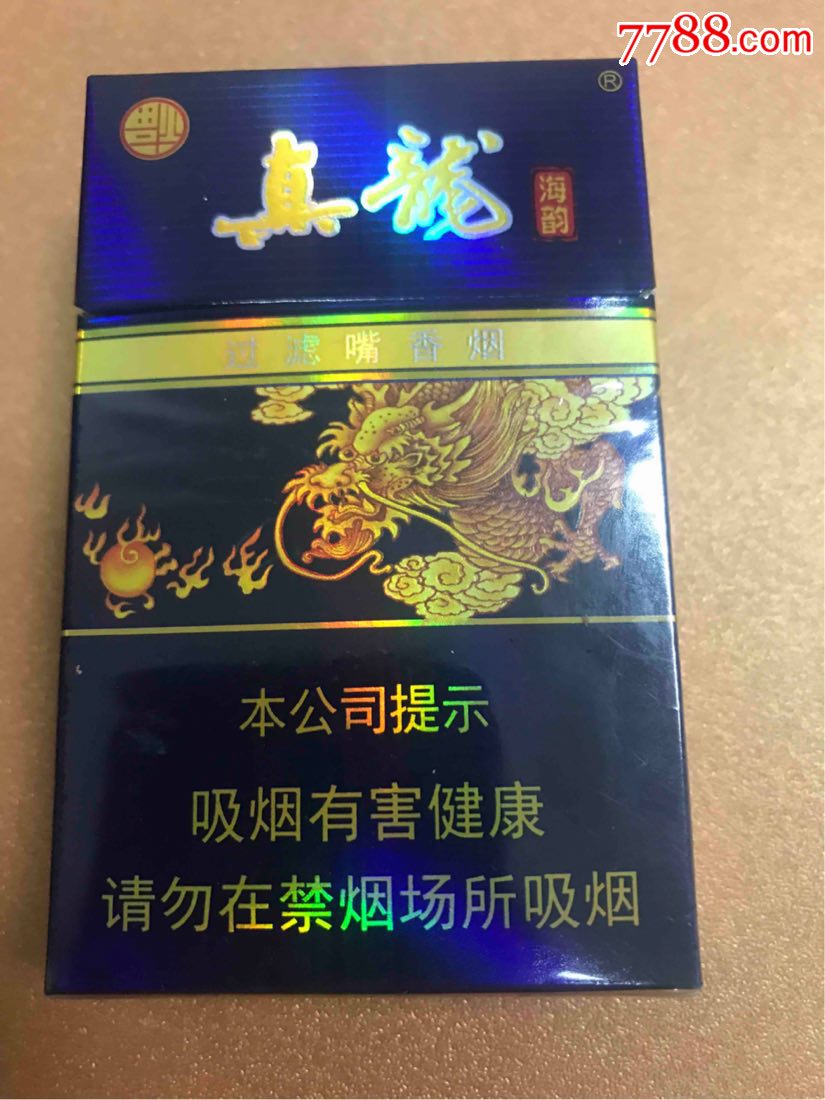 7788.com
®
真龍
海韵
过滤嘴香烟
本公司提示
吸烟有害健康
请勿在禁烟场所吸烟